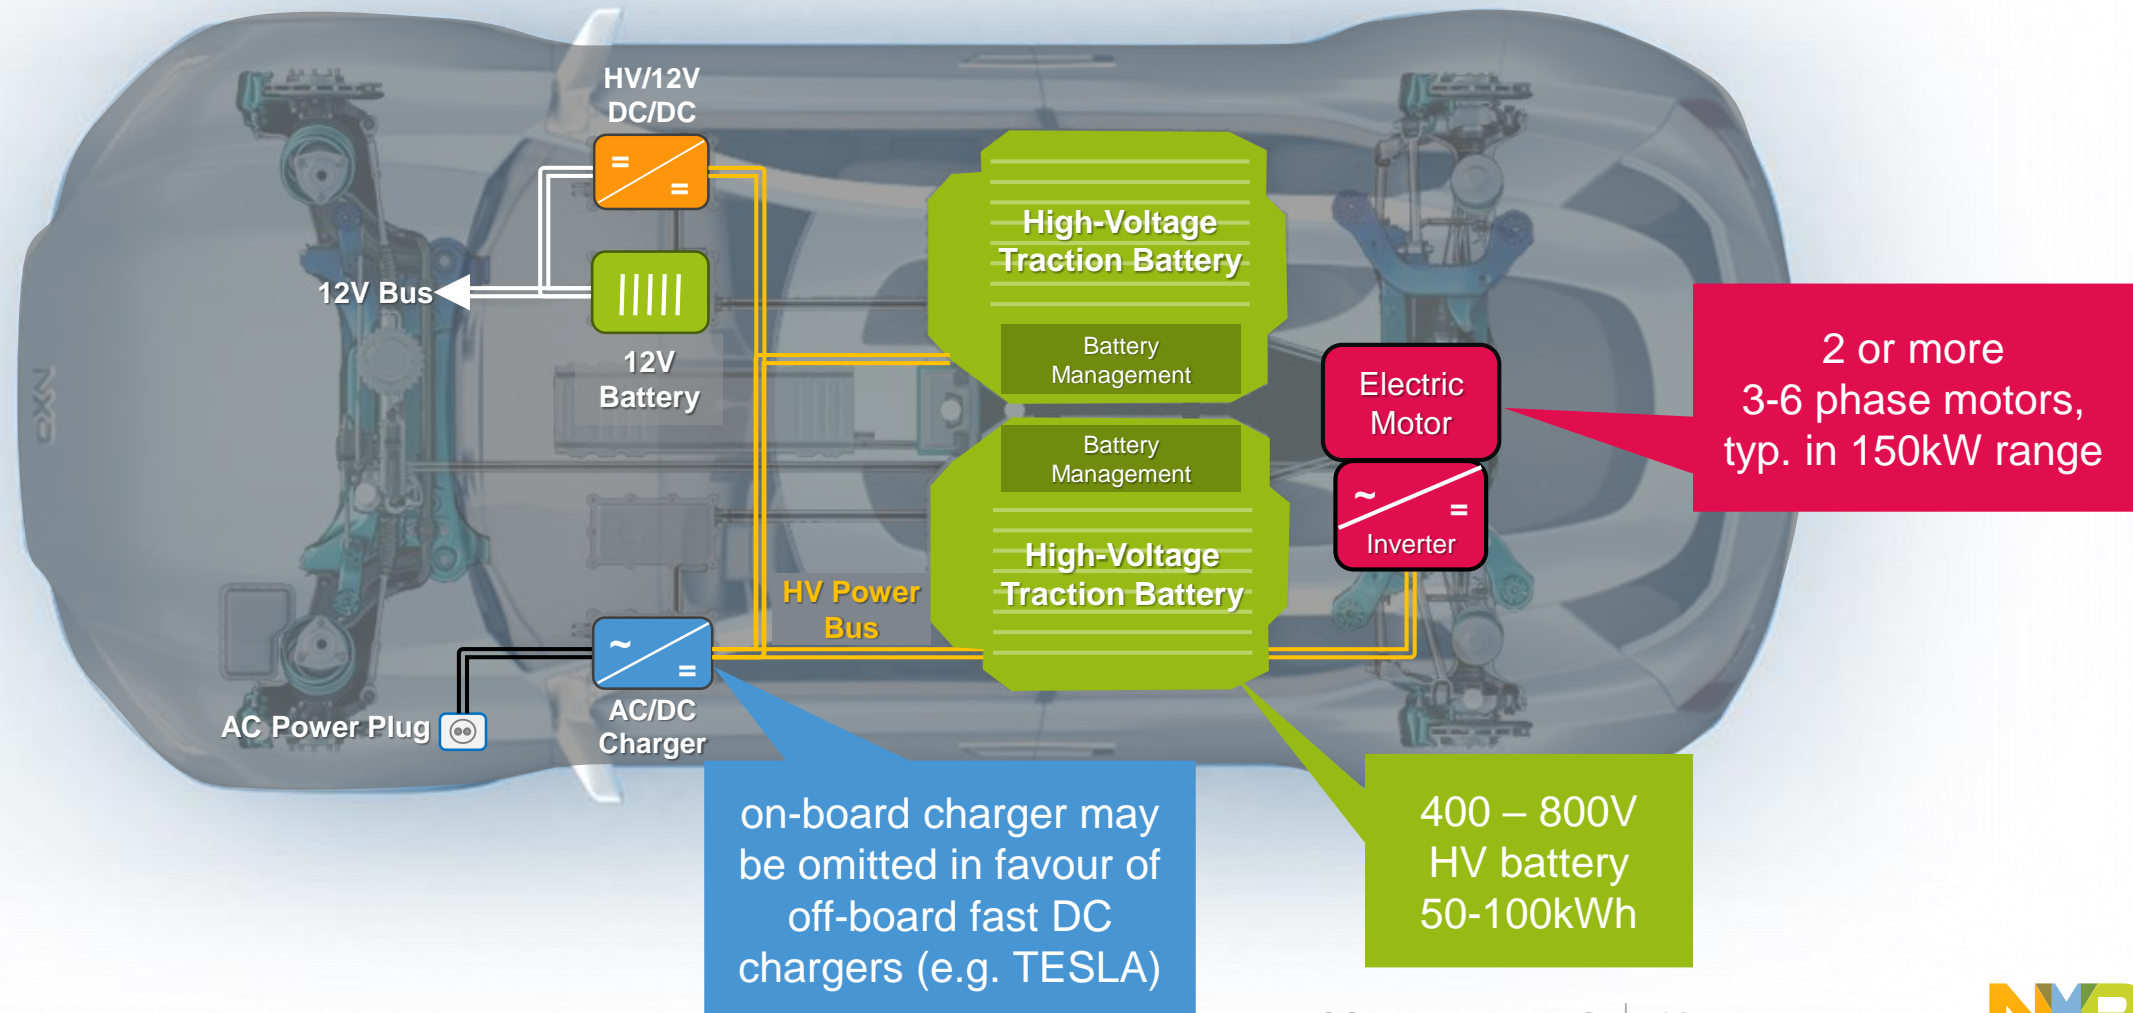 HV/12V
DC/DC
=
=
12V Bus
12V
Battery
High-Voltage
Traction Battery
Battery
Management
Battery
Management
High-Voltage
Traction Battery
Electric
Motor
~
=
Inverter
2 or more
3-6 phase motors,
typ. in 150kW range
HV Power
Bus
~
=
AC/DC
Charger
AC Power Plug
on-board charger may
be omitted in favour of
off-board fast DC
chargers (e.g. TESLA)
400 – 800V
HV battery
50-100kWh
NXP